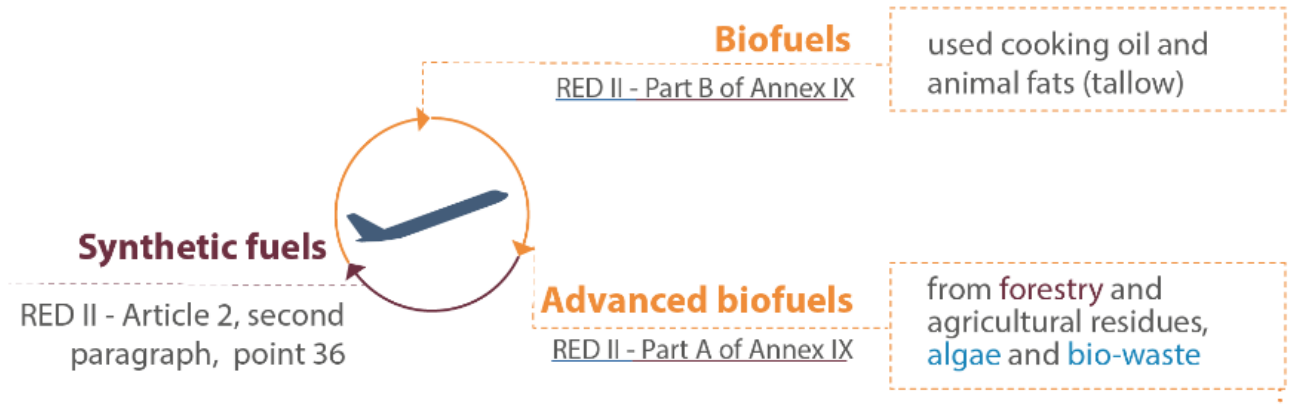 Biofuels
RED II - Part B of Annex IX
used cooking oil and
animal fats (tallow)
Synthetic fuels
RED II - Article 2, second
paragraph, point 36
Advanced biofuels
RED II - Part A of Annex IX
from forestry and
agricultural residues,
algae and bio-waste